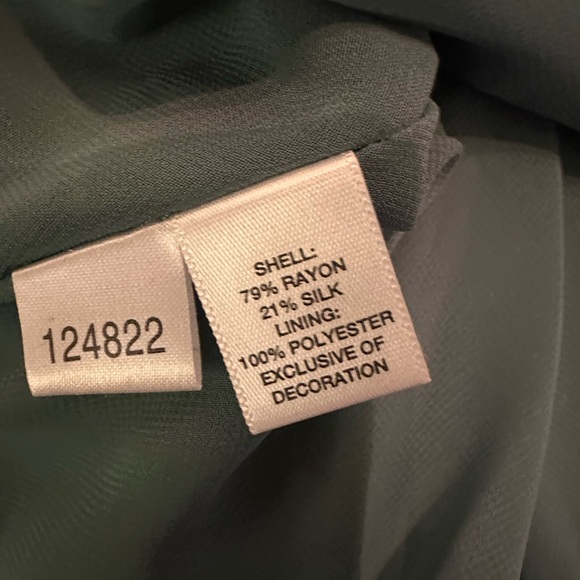 124822
SHELL:
79% RAYON
21% SILK
LINING:
100% POLYESTER
EXCLUSIVE OF
DECORATION